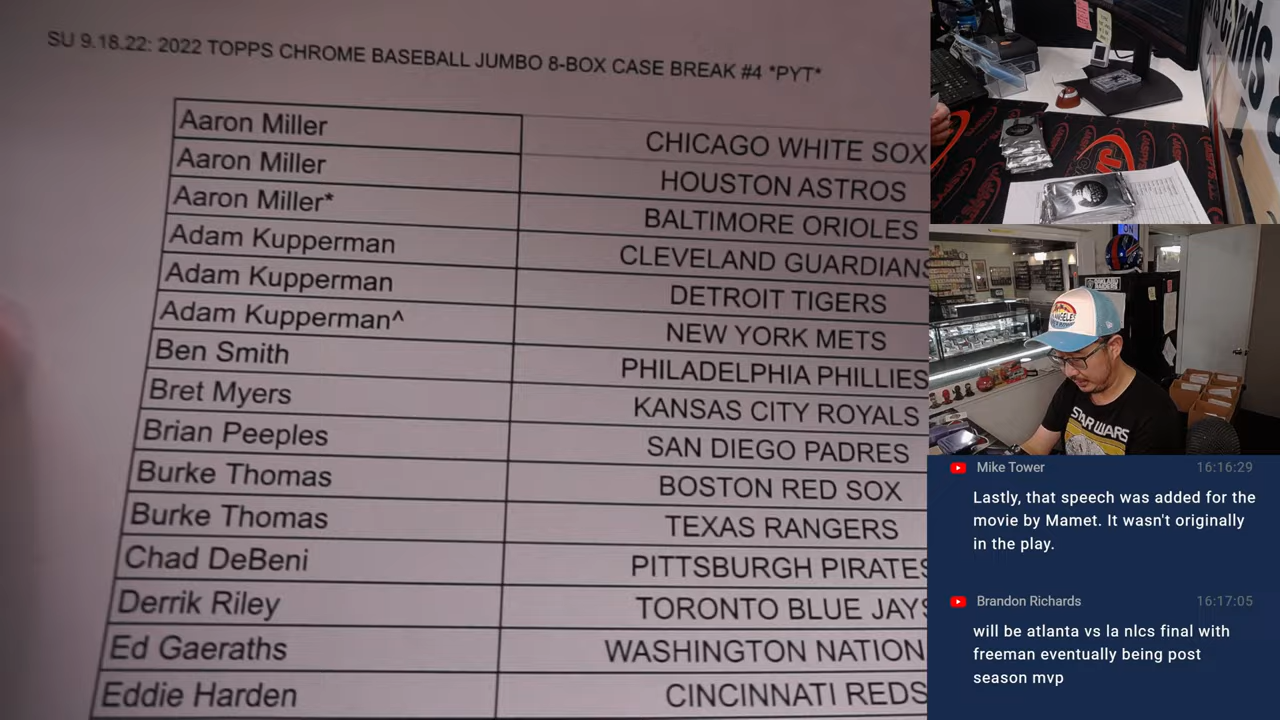 SU 9.18.22: 2022 TOPPS CHROME BASEBALL JUMBO 8-BOX CASE BREAK #4 *PYT*
Aaron Miller CHICAGO WHITE SOX
Aaron Miller HOUSTON ASTROS
Aaron Miller* BALTIMORE ORIOLES
Adam Kupperman CLEVELAND GUARDIANS
Adam Kupperman DETROIT TIGERS
Adam Kupperman^ NEW YORK METS
Ben Smith PHILADELPHIA PHILLIES
Bret Myers KANSAS CITY ROYALS
Brian Peeples SAN DIEGO PADRES
Burke Thomas BOSTON RED SOX
Burke Thomas TEXAS RANGERS
Chad DeBeni PITTSBURGH PIRATES
Derrik Riley TORONTO BLUE JAYS
Ed Gaeraths WASHINGTON NATION
Eddie Harden CINCINNATI REDS
ON
STAR WARS
Mike Tower 16:16:29
Lastly, that speech was added for the
movie by Mamet. It wasn't originally
in the play.
Brandon Richards 16:17:05
will be atlanta vs la nlcs final with
freeman eventually being post
season mvp